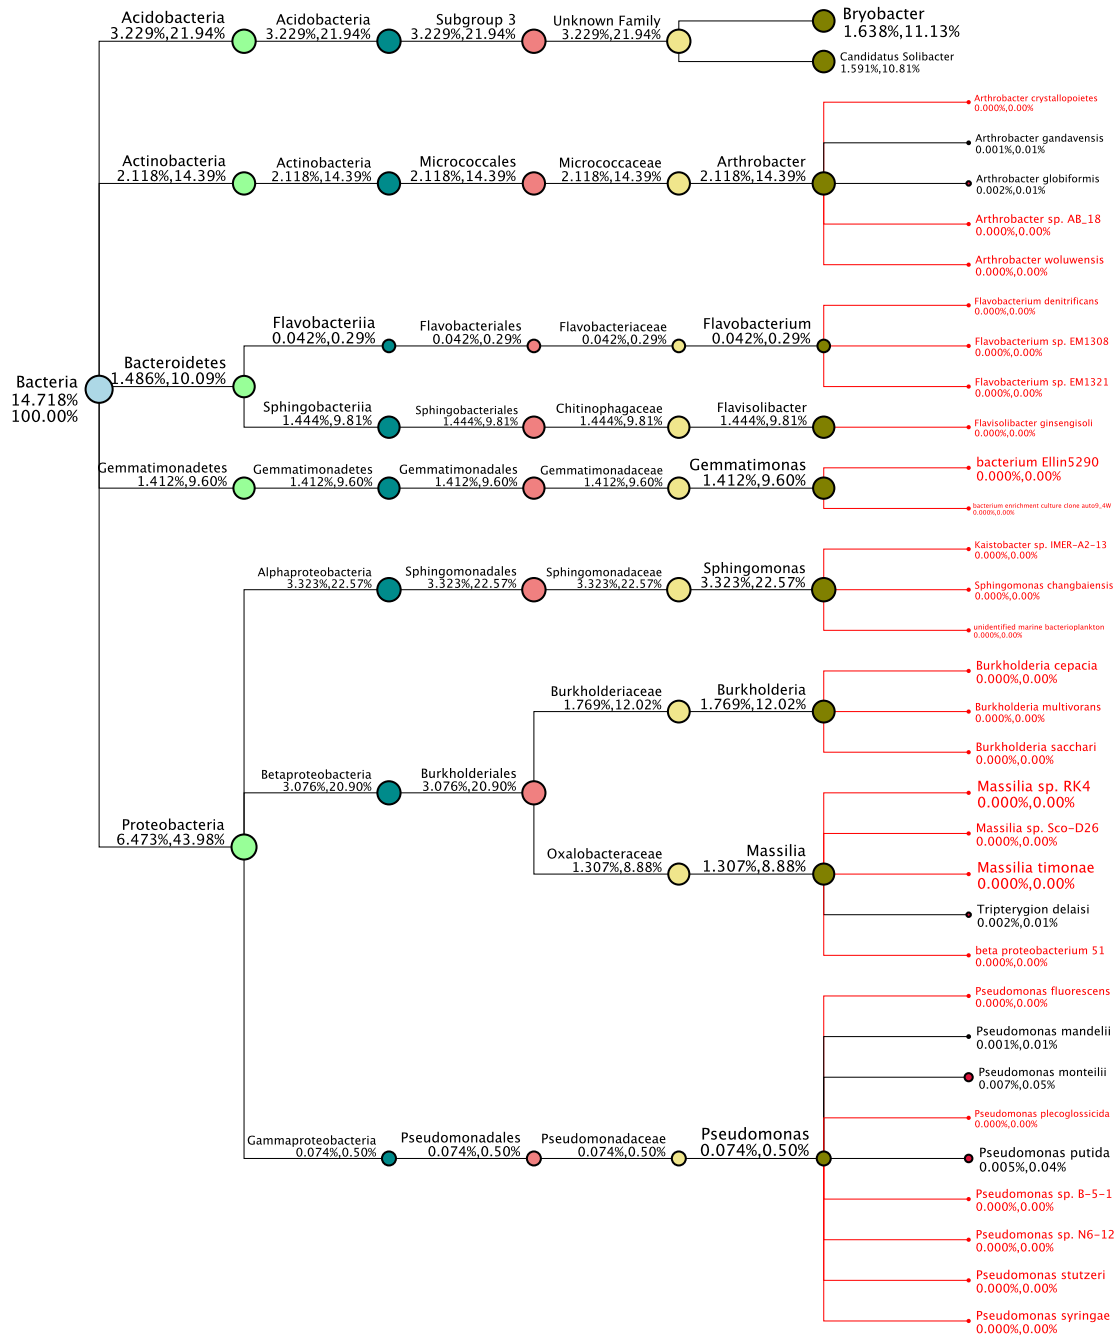 Acidobacteria
3.229%,21.94%
Acidobacteria
3.229%,21.94%
Subgroup 3
3.229%,21.94%
Unknown Family
3.229%,21.94%
Bryobacter
1.638%,11.13%
Candidatus Solibacter
1.591%,10.81%
Actinobacteria
2.118%,14.39%
Actinobacteria
2.118%,14.39%
Micrococcales
2.118%,14.39%
Micrococcaceae
2.118%,14.39%
Arthrobacter
2.118%,14.39%
Arthrobacter crystallopoietes
0.000%,0.00%
Arthrobacter gandavensis
0.001%,0.01%
Arthrobacter globiformis
0.002%,0.01%
Arthrobacter sp. AB_18
0.000%,0.00%
Arthrobacter woluwensis
0.000%,0.00%
Bacteria
14.718%
100.00%
Bacteroidetes
1.486%,10.09%
Flavobacteriia
0.042%,0.29%
Flavobacteriales
0.042%,0.29%
Flavobacteriaceae
0.042%,0.29%
Flavobacterium
0.042%,0.29%
Flavobacterium denitrificans
0.000%,0.00%
Flavobacterium sp. EM1308
0.000%,0.00%
Flavobacterium sp. EM1321
0.000%,0.00%
Sphingobacteriia
1.444%,9.81%
Sphingobacteriales
1.444%,9.81%
Chitinophagaceae
1.444%,9.81%
Flavisolibacter
1.444%,9.81%
Flavisolibacter ginsengisoli
0.000%,0.00%
Gemmatimonadetes
1.412%,9.60%
Gemmatimonadetes
1.412%,9.60%
Gemmatimonadales
1.412%,9.60%
Gemmatimonadaceae
1.412%,9.60%
Gemmatimonas
1.412%,9.60%
bacterium Ellin5290
0.000%,0.00%
bacterium enrichment culture clone auto9_4W
0.000%,0.00%
Proteobacteria
6.473%,43.98%
Alphaproteobacteria
3.323%,22.57%
Sphingomonadales
3.323%,22.57%
Sphingomonadaceae
3.323%,22.57%
Sphingomonas
3.323%,22.57%
Kaistobacter sp. IMER-A2-13
0.000%,0.00%
Sphingomonas changbaiensis
0.000%,0.00%
unidentified marine bacterioplankton
0.000%,0.00%
Betaproteobacteria
3.076%,20.90%
Burkholderiales
3.076%,20.90%
Burkholderiaceae
1.769%,12.02%
Burkholderia
1.769%,12.02%
Burkholderia cepacia
0.000%,0.00%
Burkholderia multivorans
0.000%,0.00%
Burkholderia sacchari
0.000%,0.00%
Oxalobacteraceae
1.307%,8.88%
Massilia
1.307%,8.88%
Massilia sp. RK4
0.000%,0.00%
Massilia sp. Sco-D26
0.000%,0.00%
Massilia timonae
0.000%,0.00%
Tripterygion delaisi
0.002%,0.01%
beta proteobacterium 51
0.000%,0.00%
Gammaproteobacteria
0.074%,0.50%
Pseudomonadales
0.074%,0.50%
Pseudomonadaceae
0.074%,0.50%
Pseudomonas
0.074%,0.50%
Pseudomonas fluorescens
0.000%,0.00%
Pseudomonas mandelii
0.001%,0.01%
Pseudomonas monteilii
0.007%,0.05%
Pseudomonas plecoglossicida
0.000%,0.00%
Pseudomonas putida
0.005%,0.04%
Pseudomonas sp. B-5-1
0.000%,0.00%
Pseudomonas sp. N6-12
0.000%,0.00%
Pseudomonas stutzeri
0.000%,0.00%
Pseudomonas syringae
0.000%,0.00%